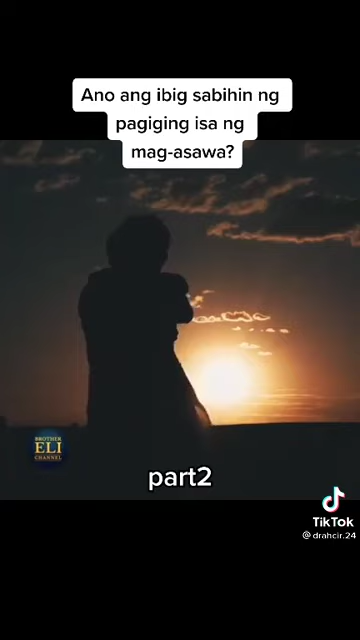 Ano ang ibig sabihin ng
pagiging isa ng
mag-asawa?
BROTHER
ELI
CHANNEL
part2
TikTok
@drahcir.24